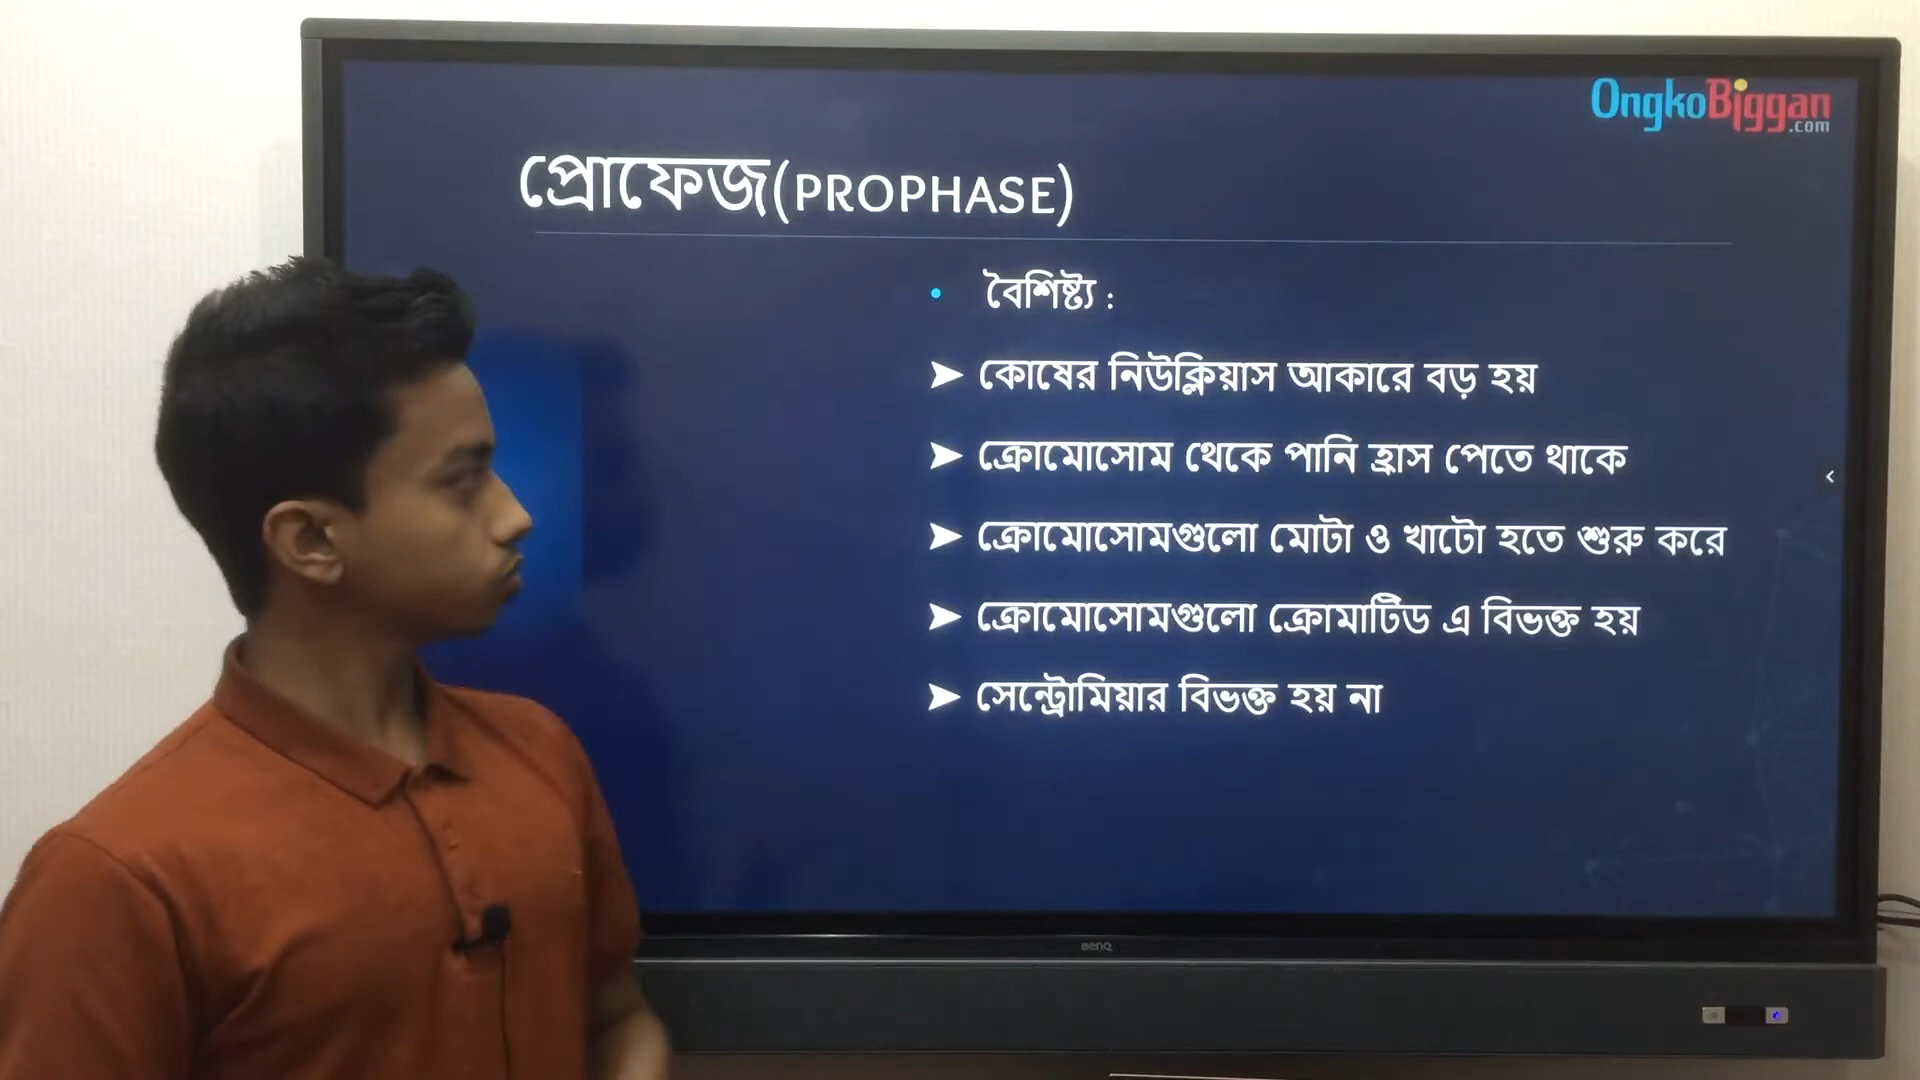 OngkoBiggan
.com
প্রোফেজ(PROPHASE)
• বৈশিষ্ট্য :
➤ কোষের নিউক্লিয়াস আকারে বড় হয়
➤ ক্রোমোসোম থেকে পানি হ্রাস পেতে থাকে
➤ ক্রোমোসোমগুলো মোটা ও খাটো হতে শুরু করে
➤ ক্রোমোসোমগুলো ক্রোমাটিড এ বিভক্ত হয়
➤ সেন্ট্রোমিয়ার বিভক্ত হয় না
BenQ